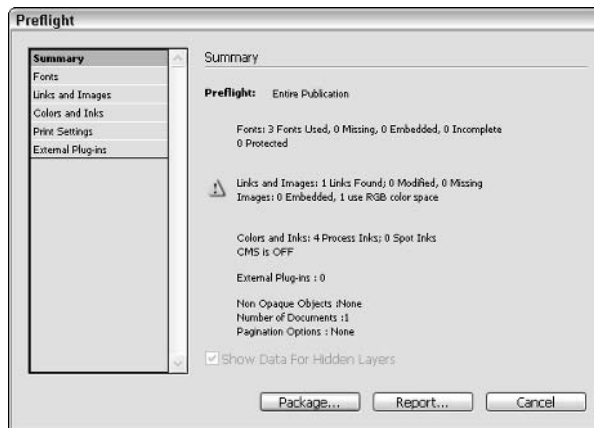 Preflight
Summary
Fonts
Links and Images
Colors and Inks
Print Settings
External Plug-ins
Summary
Preflight: Entire Publication
Fonts: 3 Fonts Used, 0 Missing, 0 Embedded, 0 Incomplete
0 Protected
Links and Images: 1 Links Found; 0 Modified, 0 Missing
Images: 0 Embedded, 1 use RGB color space
Colors and Inks: 4 Process Inks; 0 Spot Inks
CMS is OFF
External Plug-ins : 0
Non Opaque Objects :None
Number of Documents :1
Pagination Options : None
Show Data For Hidden Layers
Package... Report... Cancel